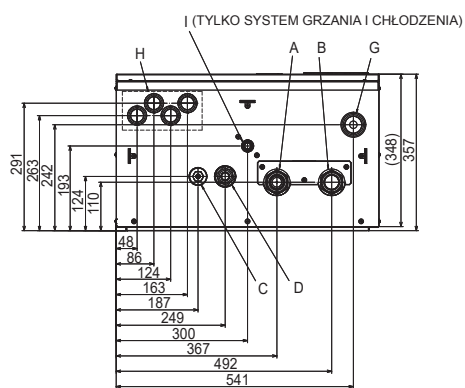 I (TYLKO SYSTEM GRZANIA I CHŁODZENIA)
H
A
B
G
291
263
242
193
124
110
(348)
357
48
86
124
163
187
249
300
367
492
541
C
D